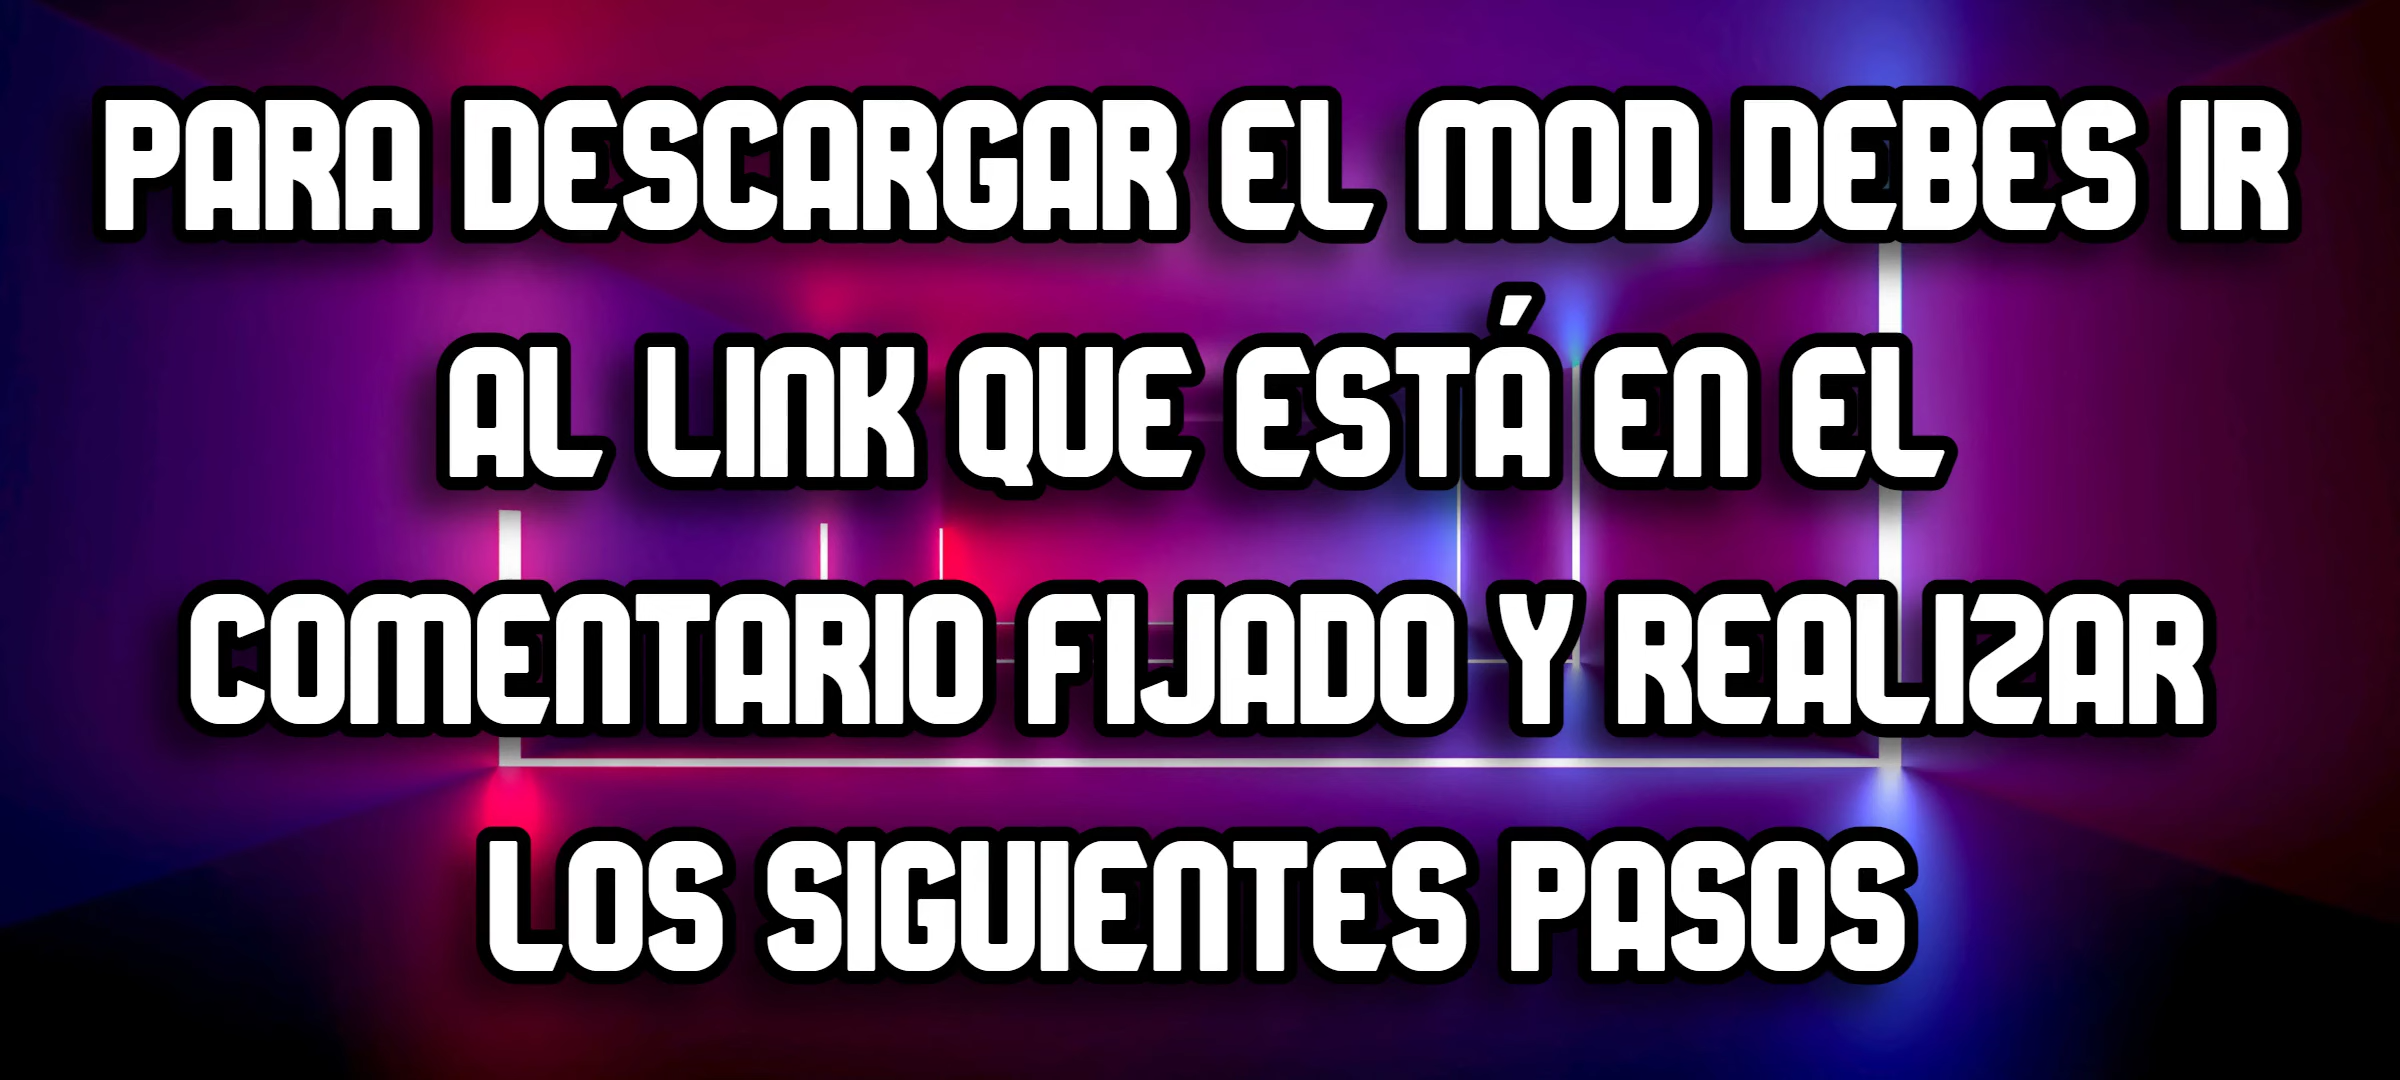 PARA DESCARGAR EL MOD DEBES IR
AL LINK QUE ESTÁ EN EL
COMENTARIO FIJADO Y REALIZAR
LOS SIGUIENTES PASOS